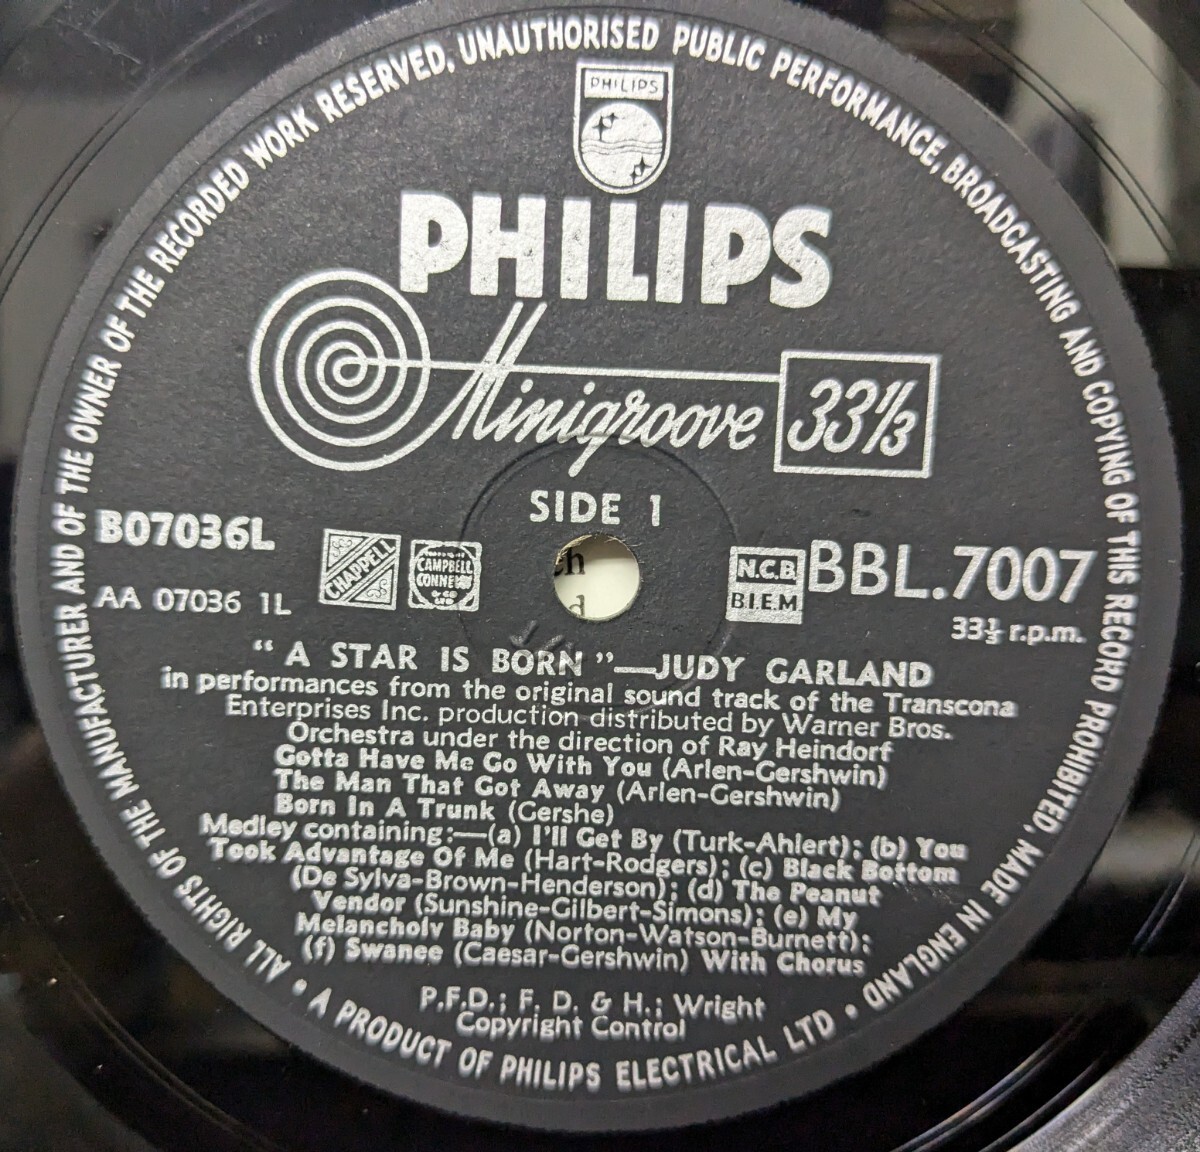 ALL RIGHTS OF THE MANUFACTURER AND OF THE OWNER OF THE RECORDED WORK RESERVED, UNAUTHORISED PUBLIC PERFORMANCE, BROADCASTING AND COPYING OF THIS RECORD PROHIBITED, MADE IN ENGLAND •
PHILIPS
PHILIPS
Minigroove 33⅓
SIDE 1
B07036L
CHAPPELL
CAMPBELL
& CO
LTD
N.C.B.
B.I.E.M
BBL.7007
AA 07036 1L
33⅓ r.p.m.
ch
d
“ A STAR IS BORN ”—JUDY GARLAND
in performances from the original sound track of the Transcona
Enterprises Inc. production distributed by Warner Bros.
Orchestra under the direction of Ray Heindorf
Gotta Have Me Go With You (Arlen-Gershwin)
The Man That Got Away (Arlen-Gershwin)
Born In A Trunk (Gershe)
Medley containing:—(a) I'll Get By (Turk-Ahlert); (b) You
Took Advantage Of Me (Hart-Rodgers); (c) Black Bottom
(De Sylva-Brown-Henderson); (d) The Peanut
Vendor (Sunshine-Gilbert-Simons); (e) My
Melancholy Baby (Norton-Watson-Burnett);
(f) Swanee (Caesar-Gershwin) With Chorus
P.F.D.; F. D. & H.; Wright
Copyright Control
• A PRODUCT OF PHILIPS ELECTRICAL LTD •